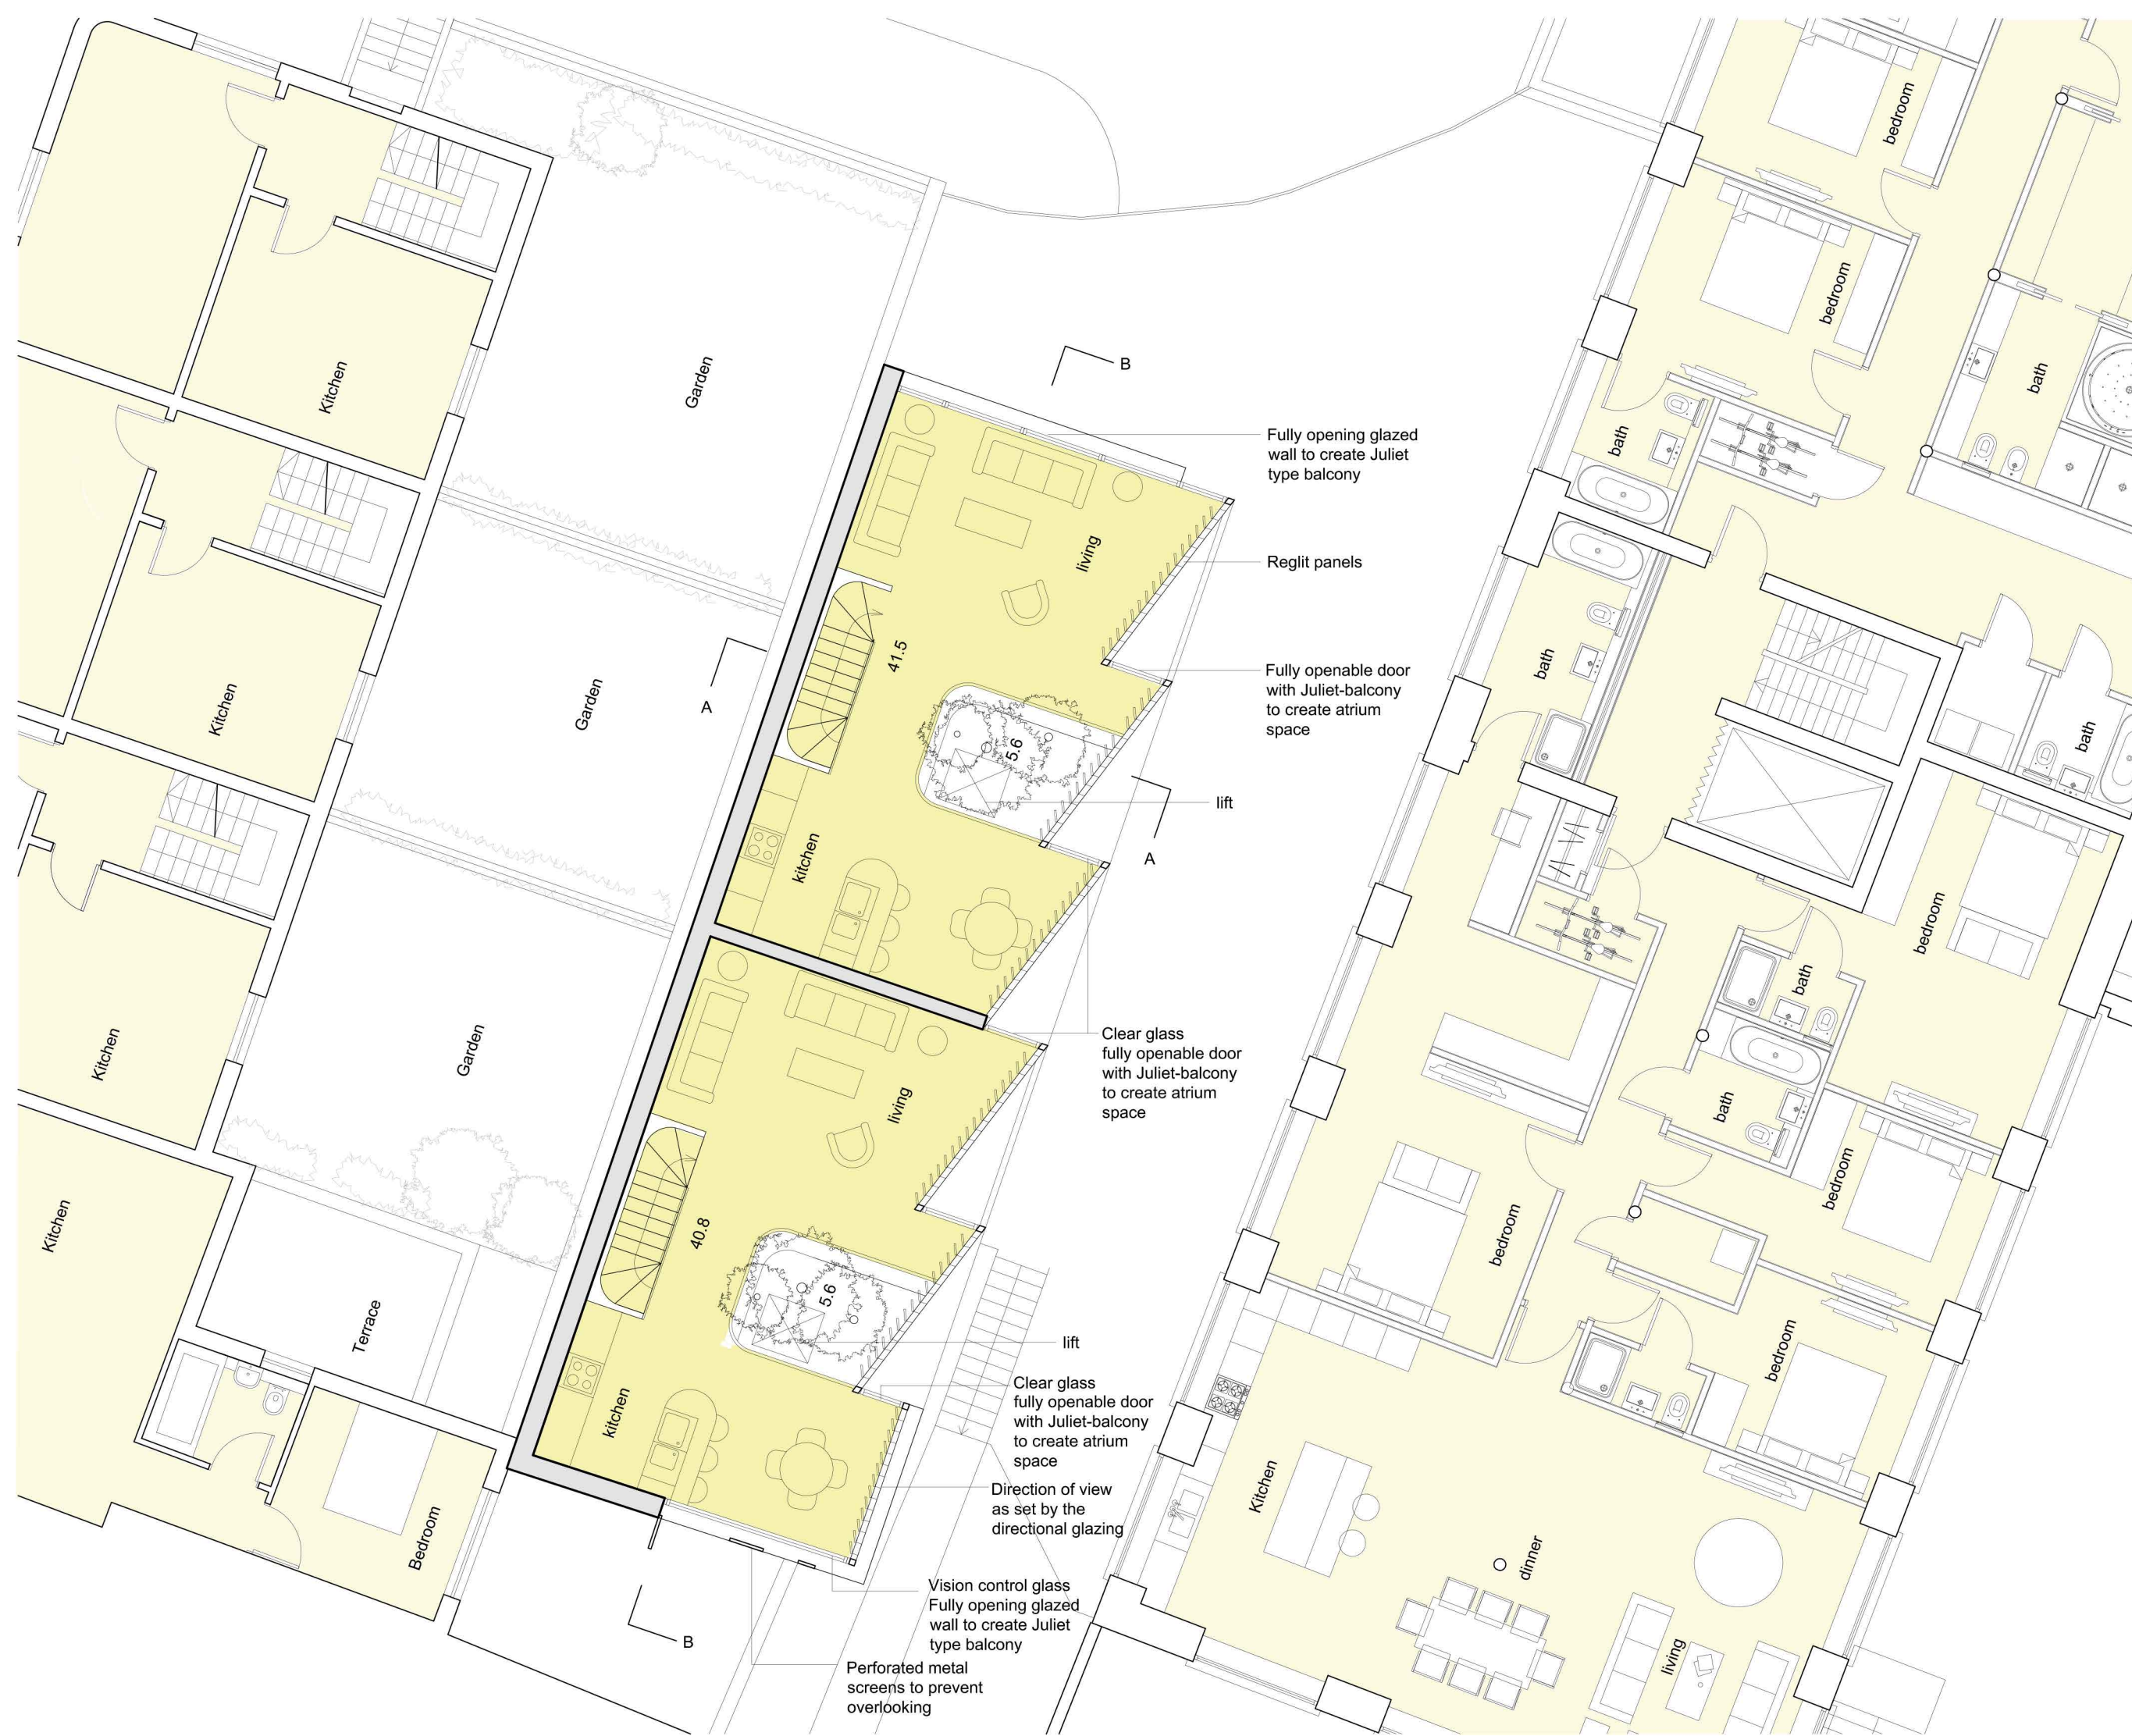 bedroom
bedroom
bath
bath
Kitchen
Garden
B
Fully opening glazed
wall to create Juliet
type balcony
living
Reglit panels
bath
41.5
Fully openable door
with Juliet-balcony
to create atrium
space
Kitchen
Garden
A
5.6
lift
bath
kitchen
A
bedroom
bath
Kitchen
Garden
Clear glass
fully openable door
with Juliet-balcony
to create atrium
space
living
bath
bedroom
bedroom
Kitchen
40.8
5.6
Terrace
lift
bedroom
Clear glass
fully openable door
with Juliet-balcony
to create atrium
space
kitchen
Direction of view
as set by the
directional glazing
Kitchen
Bedroom
dinner
Vision control glass
Fully opening glazed
wall to create Juliet
type balcony
B
living
Perforated metal
screens to prevent
overlooking